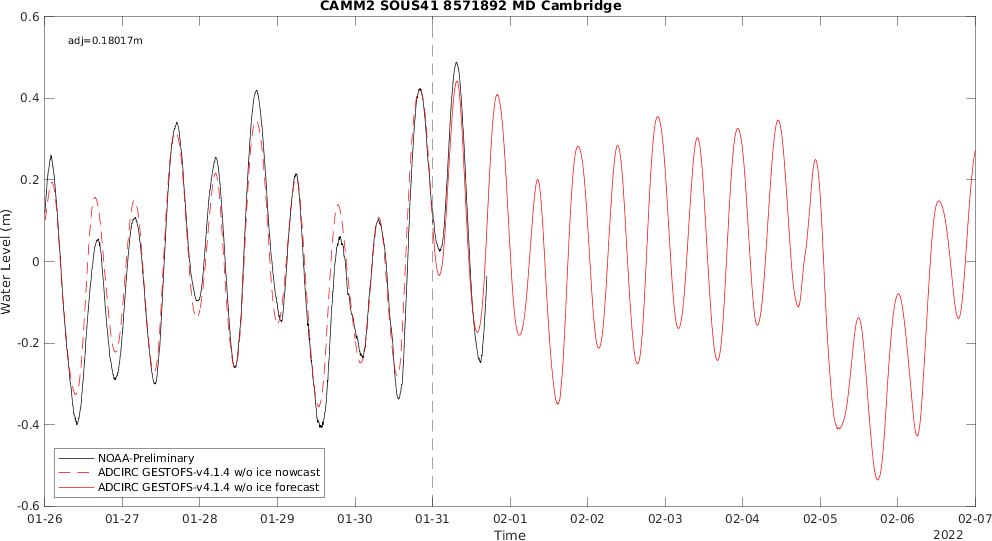 CAMM2 SOUS41 8571892 MD Cambridge
adj=0.18017m
Water Level (m)
0.6
0.4
0.2
0
-0.2
-0.4
-0.6
NOAA-Preliminary
ADCIRC GESTOFS-v4.1.4 w/o ice nowcast
ADCIRC GESTOFS-v4.1.4 w/o ice forecast
01-26 01-27 01-28 01-29 01-30 01-31 02-01 02-02 02-03 02-04 02-05 02-06 02-07
Time
2022